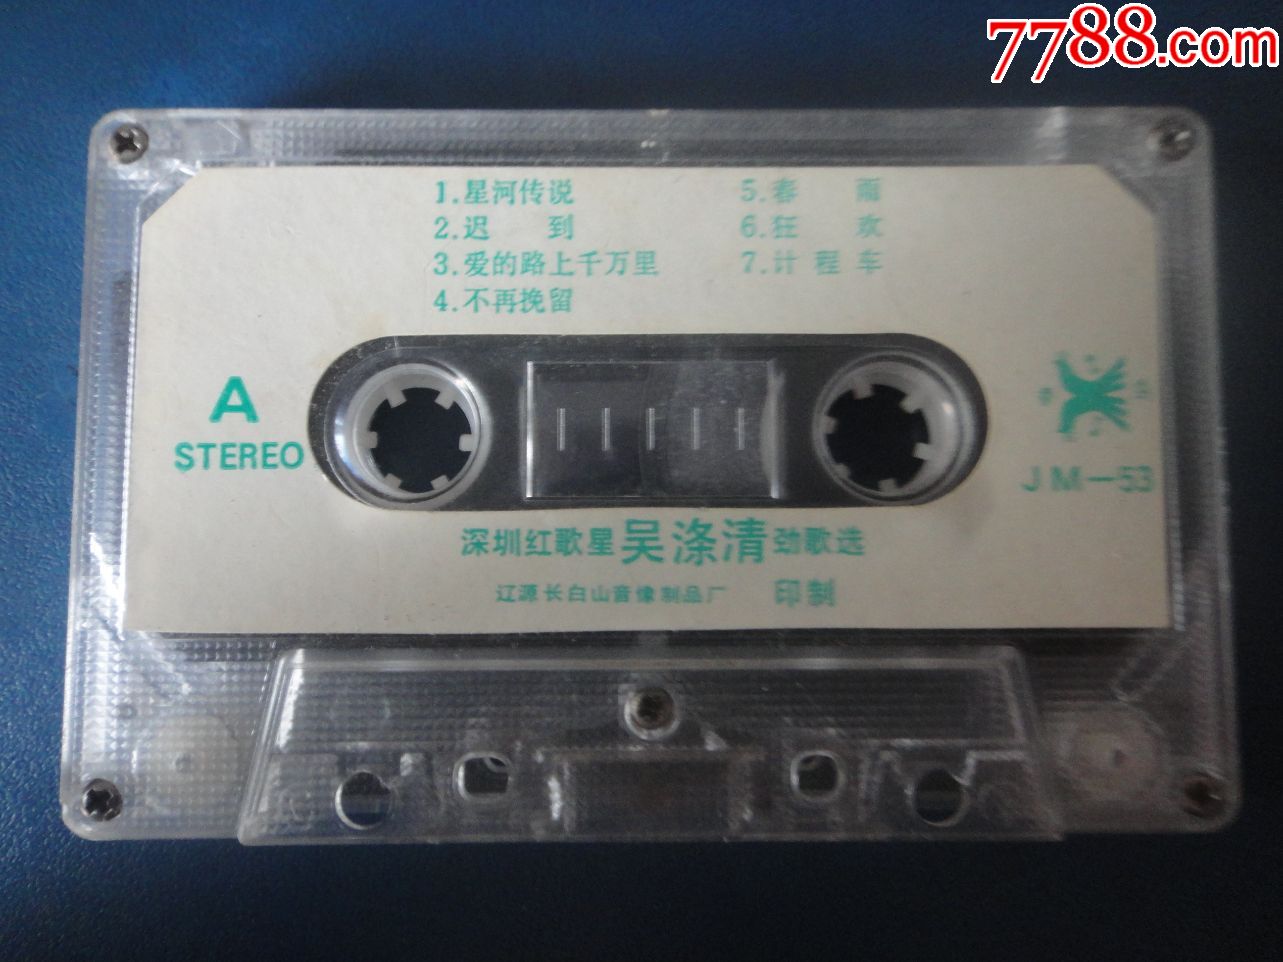 7788.com
1.星河传说
2.迟 到
3.爱的路上千万里
4.不再挽留
5.春 雨
6.狂 欢
7.计 程 车
A
STEREO
JM-53
深圳红歌星吴涤清劲歌选
辽源长白山音像制品厂 印制